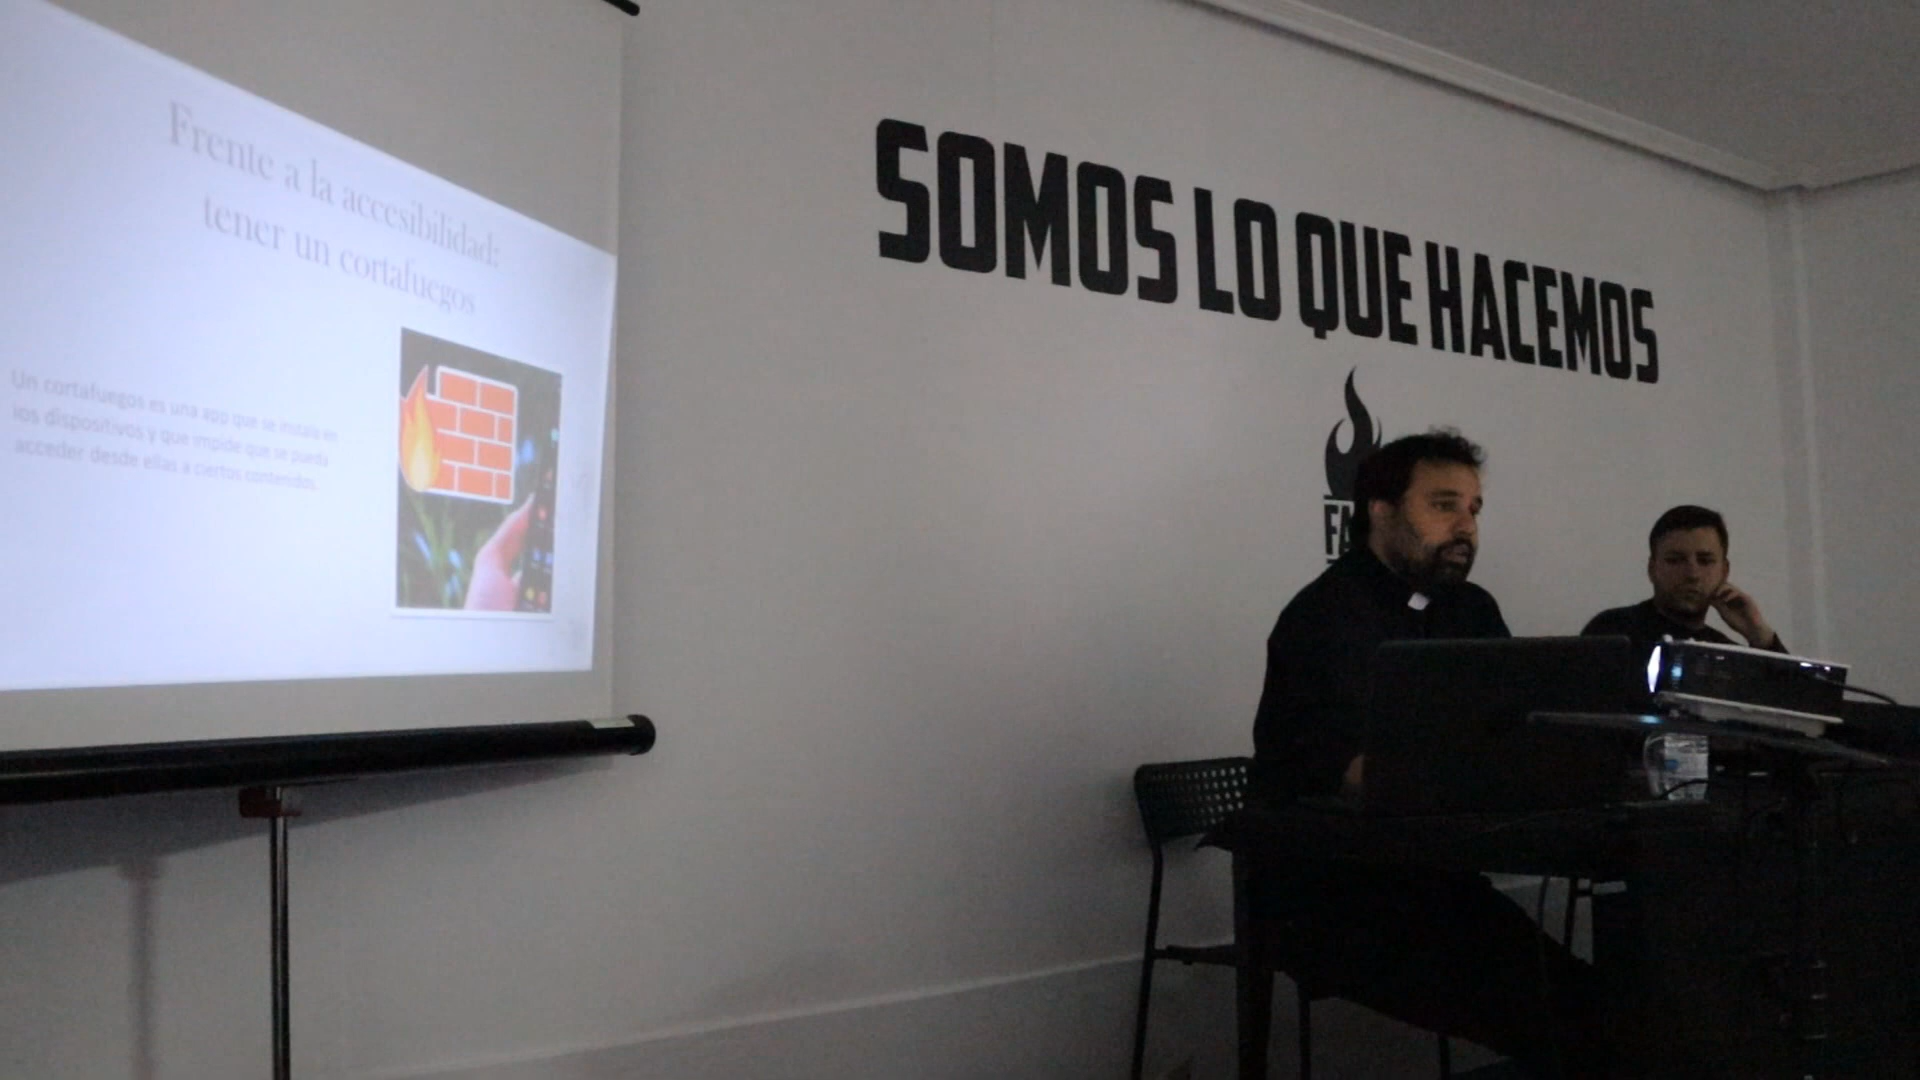 Frente a la accesibilidad:
tener un cortafuegos
Un cortafuegos es una app que se instala en
los dispositivos y que impide que se pueda
acceder desde ellas a ciertos contenidos.
SOMOS LO QUE HACEMOS